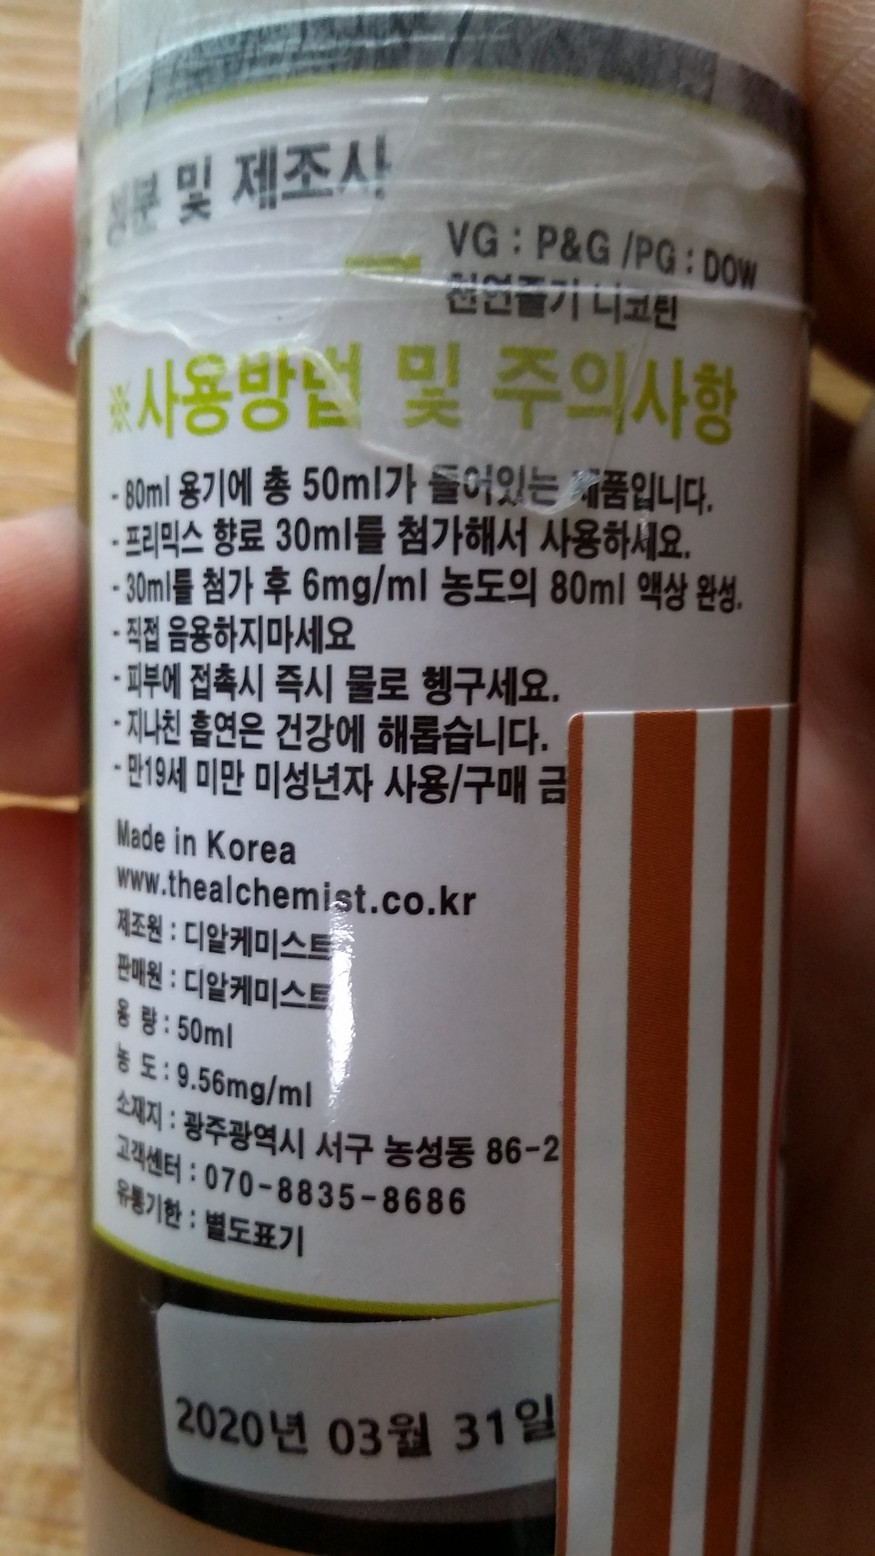 성분 및 제조사
VG : P&G /PG : DOW
천연줄기 니코틴
※사용방법 및 주의사항
- 80ml 용기에 총 50ml가 들어있는 제품입니다.
- 프리믹스 향료 30ml를 첨가해서 사용하세요.
- 30ml를 첨가 후 6mg/ml 농도의 80ml 액상 완성.
- 직접 음용하지마세요
- 피부에 접촉시 즉시 물로 헹구세요.
- 지나친 흡연은 건강에 해롭습니다.
- 만19세 미만 미성년자 사용/구매 금
Made in Korea
www.thealchemist.co.kr
제조원 : 디알케미스트
판매원 : 디알케미스트
용 량 : 50ml
농 도 : 9.56mg/ml
소재지 : 광주광역시 서구 농성동 86-2
고객센터 : 070-8835-8686
유통기한 : 별도표기
2020년 03월 31일